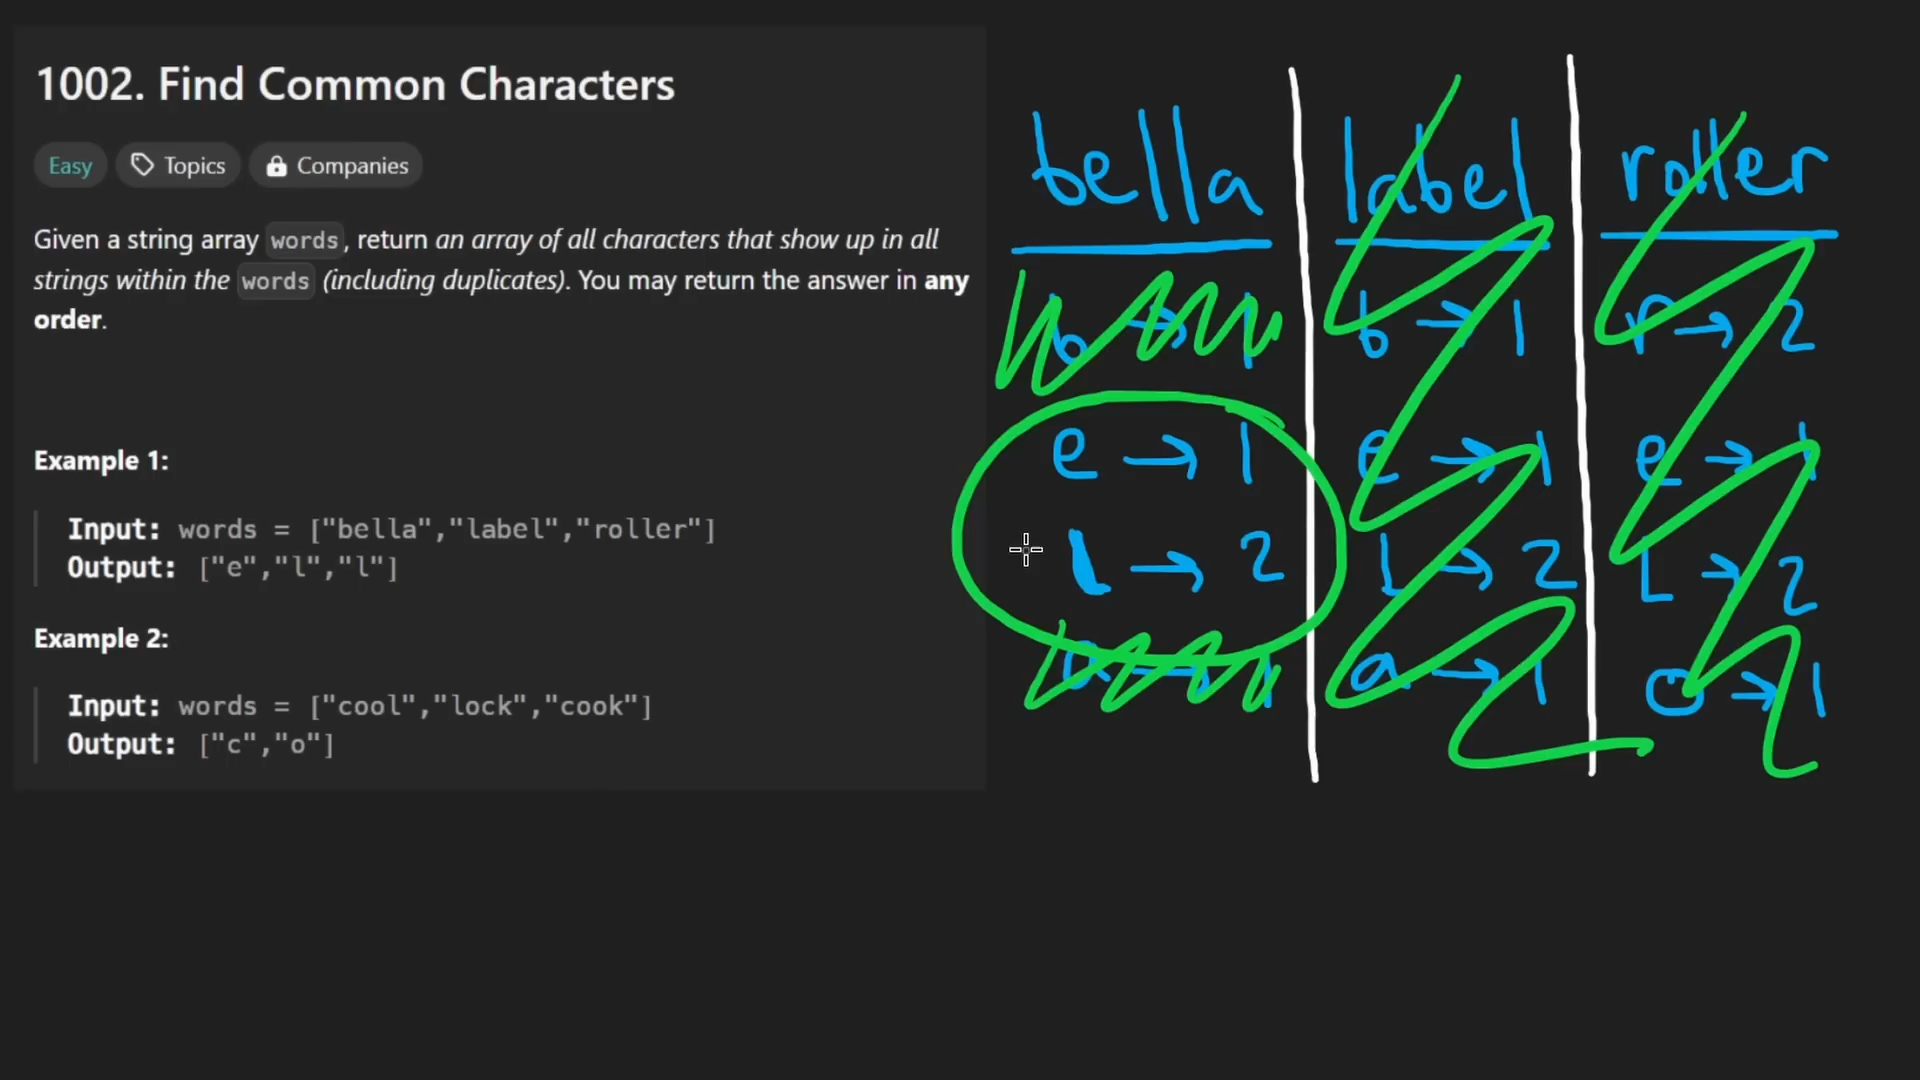 1002. Find Common Characters
Easy Topics Companies
Given a string array words, return an array of all characters that show up in all
strings within the words (including duplicates). You may return the answer in any
order.
Example 1:
Input: words = ["bella","label","roller"]
Output: ["e","l","l"]
Example 2:
Input: words = ["cool","lock","cook"]
Output: ["c","o"]
bella
b → 1
e → 1
l → 2
a → 1
label
b → 1
e → 1
L → 2
a → 1
roller
r → 2
e → 1
L → 2
o → 1